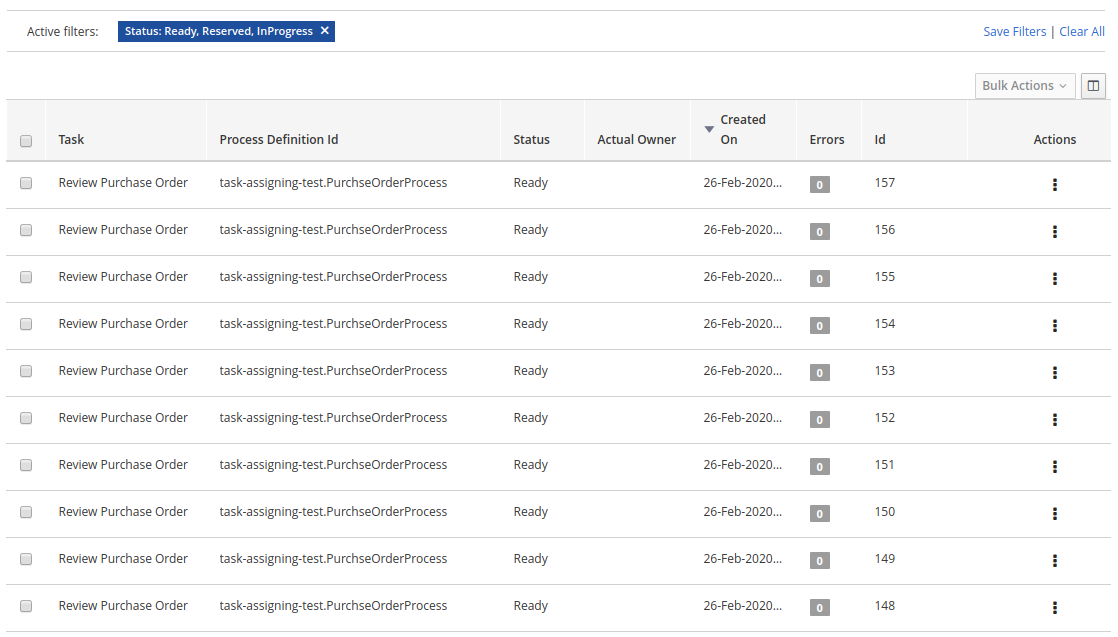 Active filters: Status: Ready, Reserved, InProgress × Save Filters | Clear All
Bulk Actions
Task Process Definition Id Status Actual Owner Created On Errors Id Actions
Review Purchase Order task-assigning-test.PurchseOrderProcess Ready 26-Feb-2020... 0 157
Review Purchase Order task-assigning-test.PurchseOrderProcess Ready 26-Feb-2020... 0 156
Review Purchase Order task-assigning-test.PurchseOrderProcess Ready 26-Feb-2020... 0 155
Review Purchase Order task-assigning-test.PurchseOrderProcess Ready 26-Feb-2020... 0 154
Review Purchase Order task-assigning-test.PurchseOrderProcess Ready 26-Feb-2020... 0 153
Review Purchase Order task-assigning-test.PurchseOrderProcess Ready 26-Feb-2020... 0 152
Review Purchase Order task-assigning-test.PurchseOrderProcess Ready 26-Feb-2020... 0 151
Review Purchase Order task-assigning-test.PurchseOrderProcess Ready 26-Feb-2020... 0 150
Review Purchase Order task-assigning-test.PurchseOrderProcess Ready 26-Feb-2020... 0 149
Review Purchase Order task-assigning-test.PurchseOrderProcess Ready 26-Feb-2020... 0 148